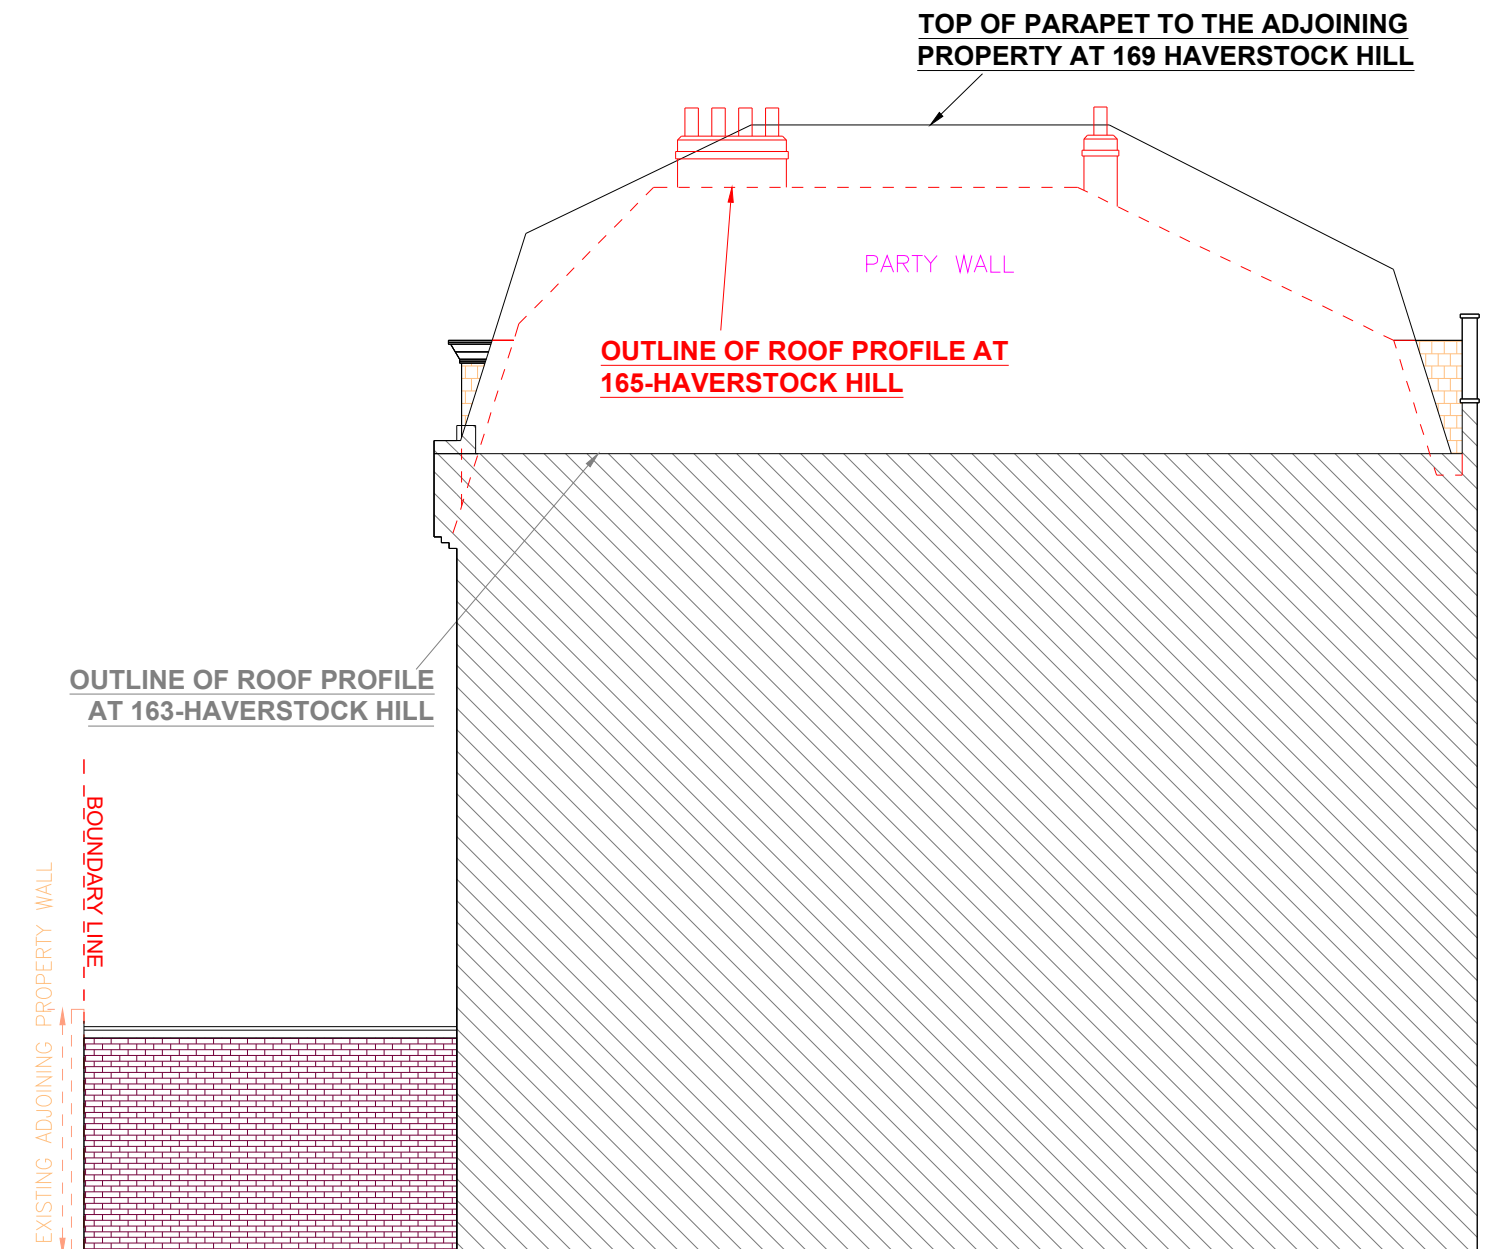 TOP OF PARAPET TO THE ADJOINING
PROPERTY AT 169 HAVERSTOCK HILL
PARTY WALL
OUTLINE OF ROOF PROFILE AT
165-HAVERSTOCK HILL
OUTLINE OF ROOF PROFILE
AT 163-HAVERSTOCK HILL
BOUNDARY LINE
EXISTING ADJOINING PROPERTY WALL